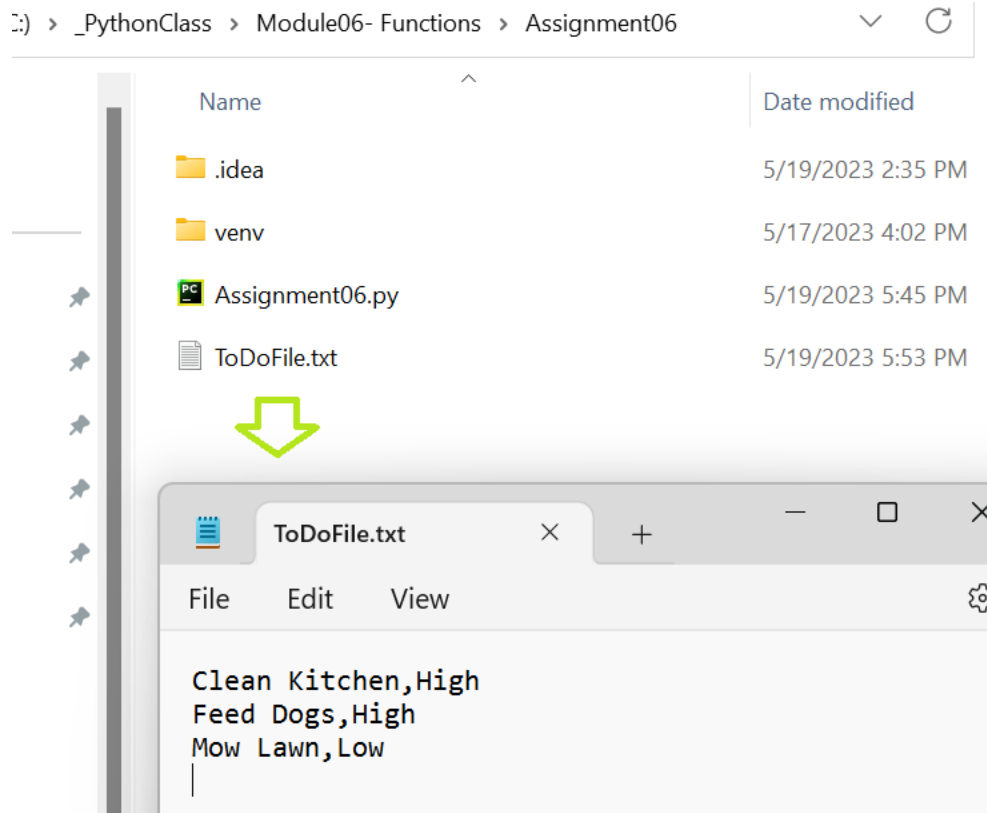 :) > _PythonClass > Module06- Functions > Assignment06
Name Date modified
.idea 5/19/2023 2:35 PM
venv 5/17/2023 4:02 PM
PC Assignment06.py 5/19/2023 5:45 PM
ToDoFile.txt 5/19/2023 5:53 PM
ToDoFile.txt
File Edit View
Clean Kitchen,High
Feed Dogs,High
Mow Lawn,Low